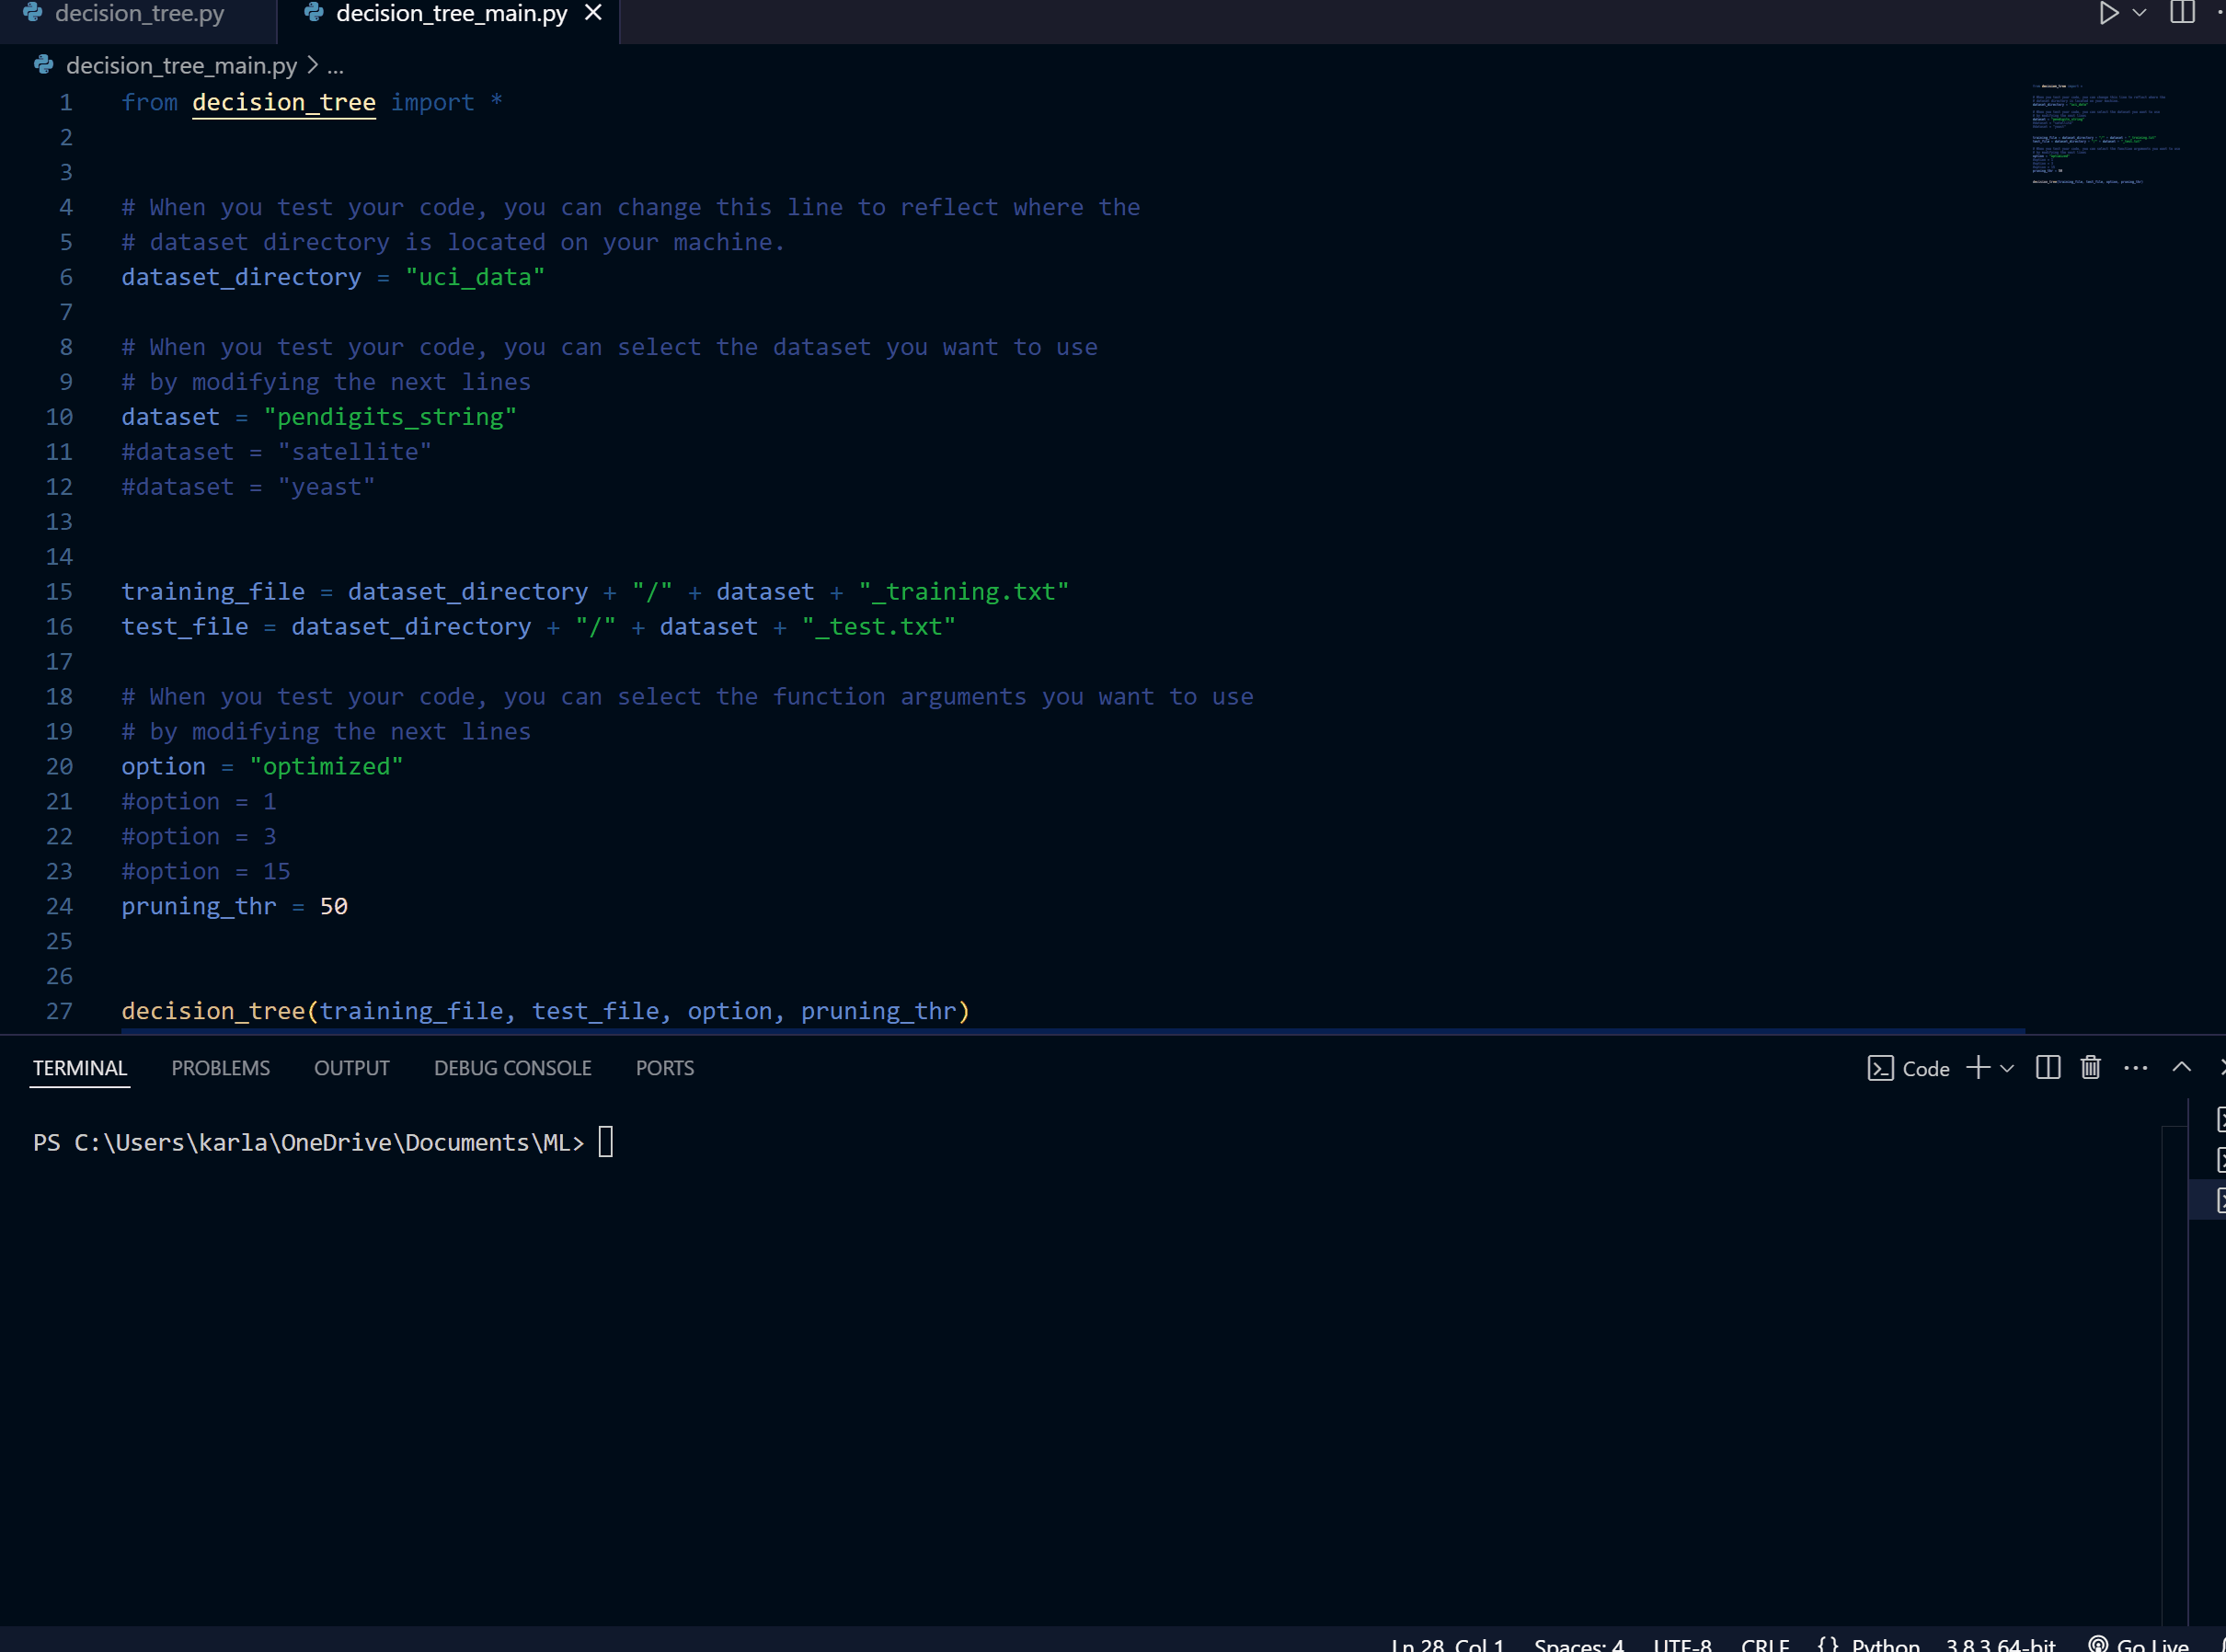 decision_tree.py
decision_tree_main.py
decision_tree_main.py > ...
1 from decision_tree import *
2
3
4 # When you test your code, you can change this line to reflect where the
5 # dataset directory is located on your machine.
6 dataset_directory = "uci_data"
7
8 # When you test your code, you can select the dataset you want to use
9 # by modifying the next lines
10 dataset = "pendigits_string"
11 #dataset = "satellite"
12 #dataset = "yeast"
13
14
15 training_file = dataset_directory + "/" + dataset + "_training.txt"
16 test_file = dataset_directory + "/" + dataset + "_test.txt"
17
18 # When you test your code, you can select the function arguments you want to use
19 # by modifying the next lines
20 option = "optimized"
21 #option = 1
22 #option = 3
23 #option = 15
24 pruning_thr = 50
25
26
27 decision_tree(training_file, test_file, option, pruning_thr)
TERMINAL PROBLEMS OUTPUT DEBUG CONSOLE PORTS Code
PS C:\Users\karla\OneDrive\Documents\ML>
Ln 28, Col 1 Spaces: 4 UTF-8 CRLF {} Python 3.8.3 64-bit Go Live